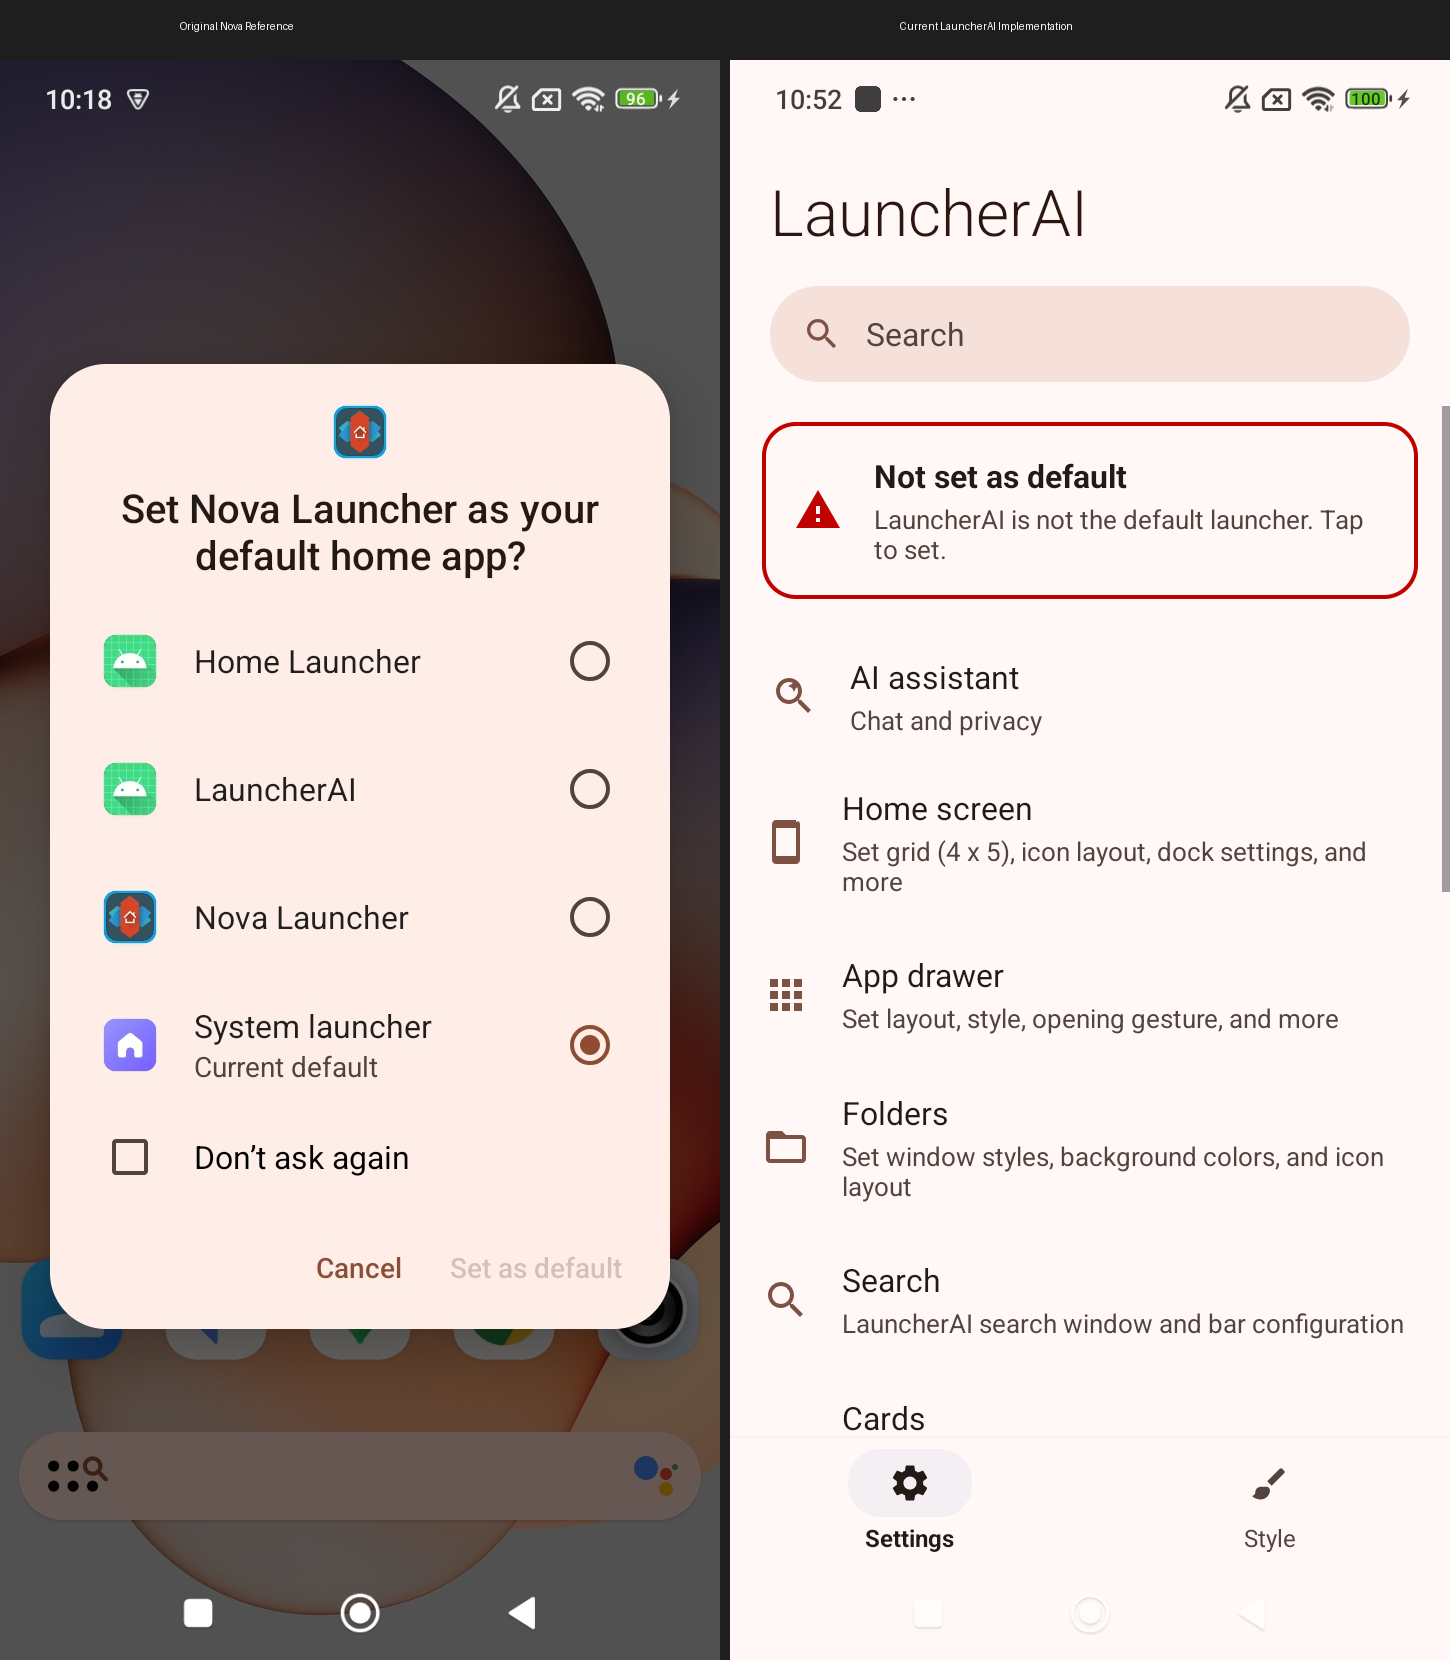 Original Nova Reference
Current LauncherAI Implementation
10:18
96
Set Nova Launcher as your
default home app?
Home Launcher
LauncherAI
Nova Launcher
System launcher
Current default
Don’t ask again
Cancel
Set as default
10:52
100
LauncherAI
Search
Not set as default
LauncherAI is not the default launcher. Tap
to set.
AI assistant
Chat and privacy
Home screen
Set grid (4 x 5), icon layout, dock settings, and
more
App drawer
Set layout, style, opening gesture, and more
Folders
Set window styles, background colors, and icon
layout
Search
LauncherAI search window and bar configuration
Cards
Settings
Style